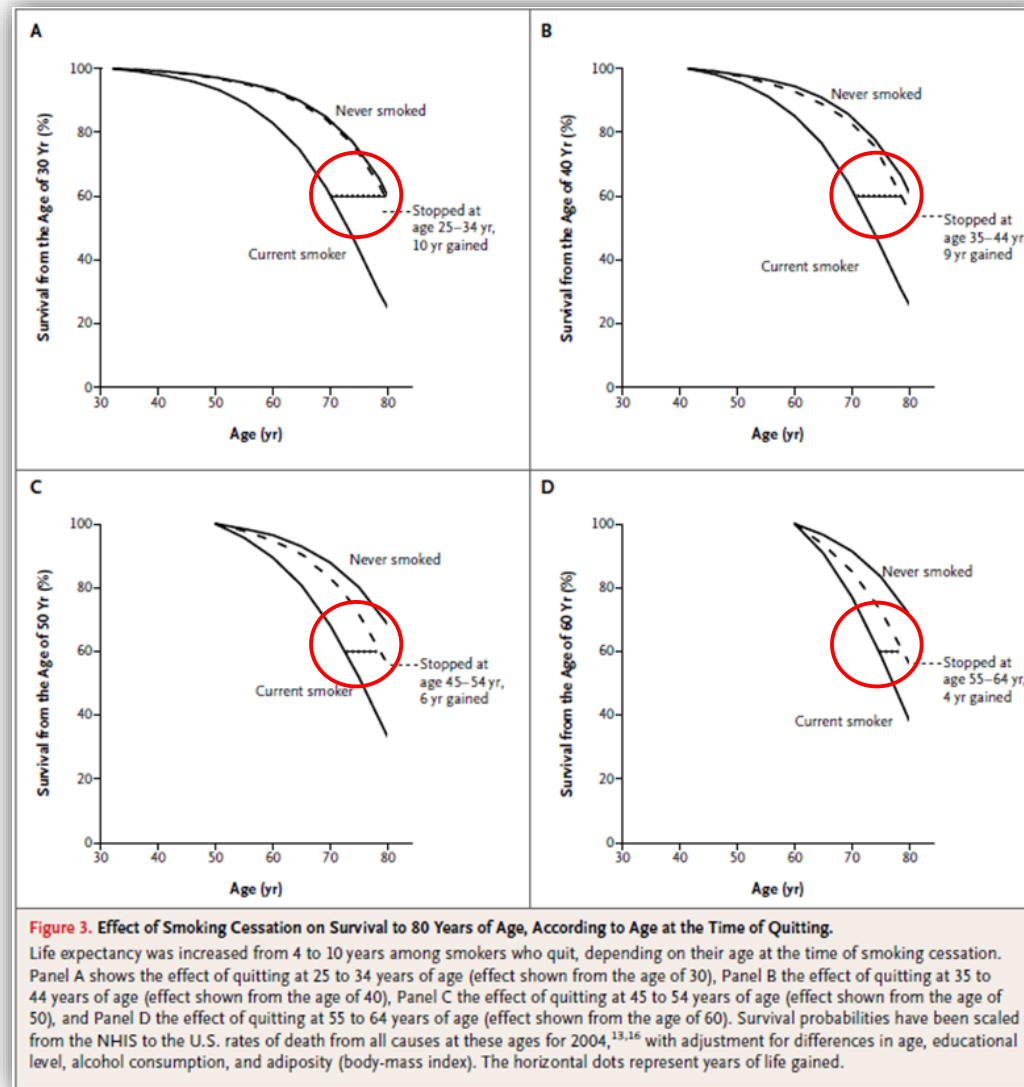 A
Survival from the Age of 30 Yr (%)
100
80
60
40
20
0
30 40 50 60 70 80
Age (yr)
Never smoked
Current smoker
Stopped at
age 25–34 yr,
10 yr gained
B
Survival from the Age of 40 Yr (%)
100
80
60
40
20
0
30 40 50 60 70 80
Age (yr)
Never smoked
Current smoker
Stopped at
age 35–44 yr
9 yr gained
C
Survival from the Age of 50 Yr (%)
100
80
60
40
20
0
30 40 50 60 70 80
Age (yr)
Never smoked
Current smoker
Stopped at
age 45–54 yr,
6 yr gained
D
Survival from the Age of 60 Yr (%)
100
80
60
40
20
0
30 40 50 60 70 80
Age (yr)
Never smoked
Current smoker
Stopped at
age 55–64 yr,
4 yr gained
Figure 3. Effect of Smoking Cessation on Survival to 80 Years of Age, According to Age at the Time of Quitting.
Life expectancy was increased from 4 to 10 years among smokers who quit, depending on their age at the time of smoking cessation.
Panel A shows the effect of quitting at 25 to 34 years of age (effect shown from the age of 30), Panel B the effect of quitting at 35 to
44 years of age (effect shown from the age of 40), Panel C the effect of quitting at 45 to 54 years of age (effect shown from the age of
50), and Panel D the effect of quitting at 55 to 64 years of age (effect shown from the age of 60). Survival probabilities have been scaled
from the NHIS to the U.S. rates of death from all causes at these ages for 2004,13,16 with adjustment for differences in age, educational
level, alcohol consumption, and adiposity (body-mass index). The horizontal dots represent years of life gained.